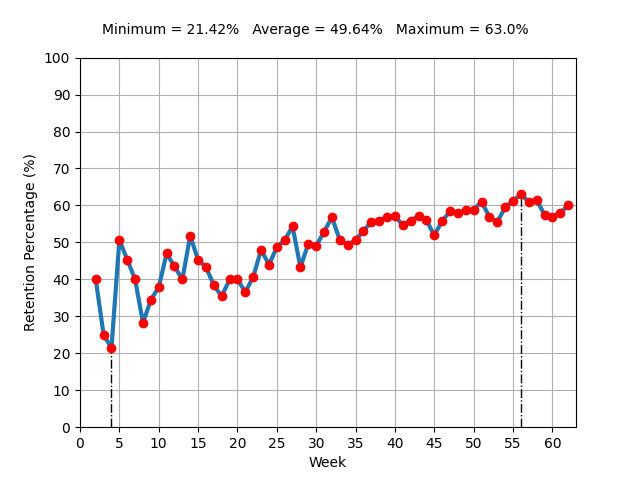 Minimum = 21.42%   Average = 49.64%   Maximum = 63.0%
100
90
80
70
60
50
40
30
20
10
0
Retention Percentage (%)
0 5 10 15 20 25 30 35 40 45 50 55 60
Week